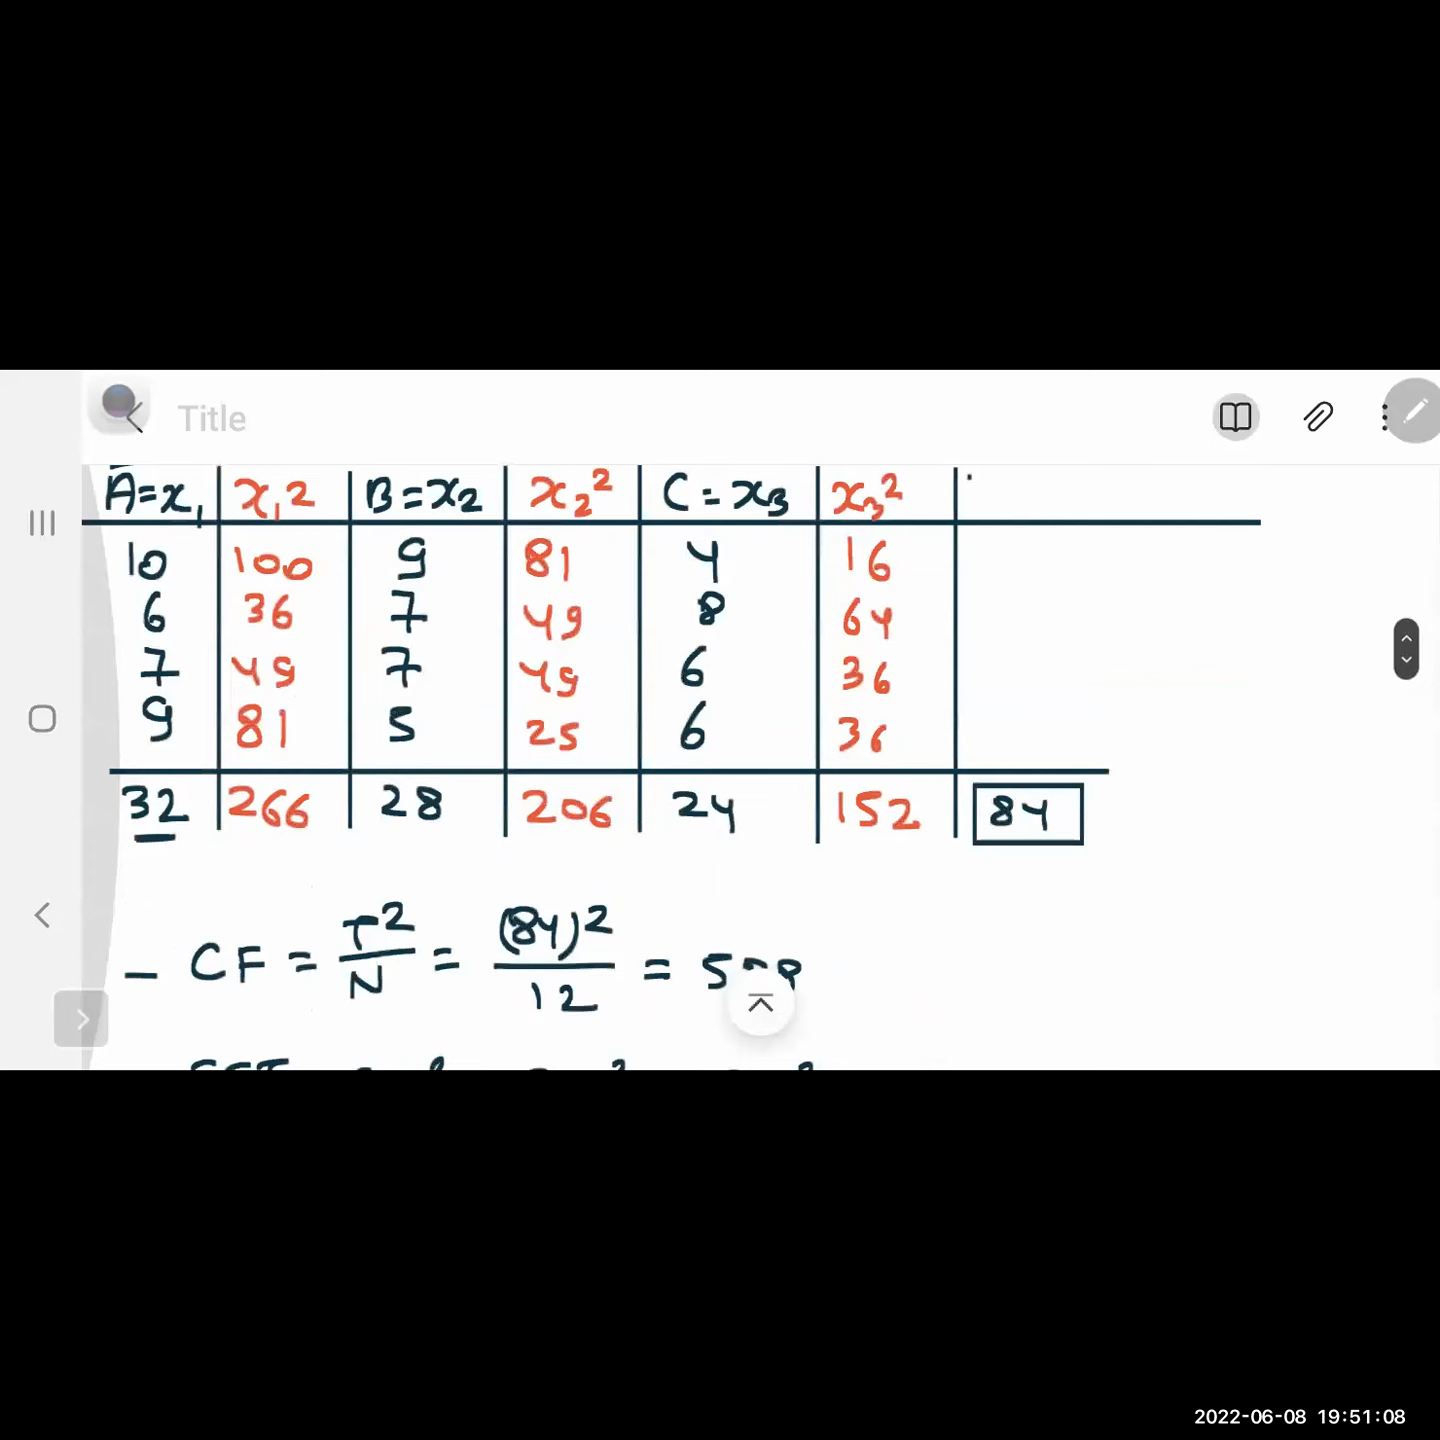 Title
A=x₁ x₁2 B=x₂ x₂² C=x₃ x₃²
10 100 9 81 4 16
6 36 7 49 8 64
7 49 7 49 6 36
9 81 5 25 6 36
32 266 28 206 24 152 84
– CF = T²/N = (84)²/12 =
2022-06-08 19:51:08